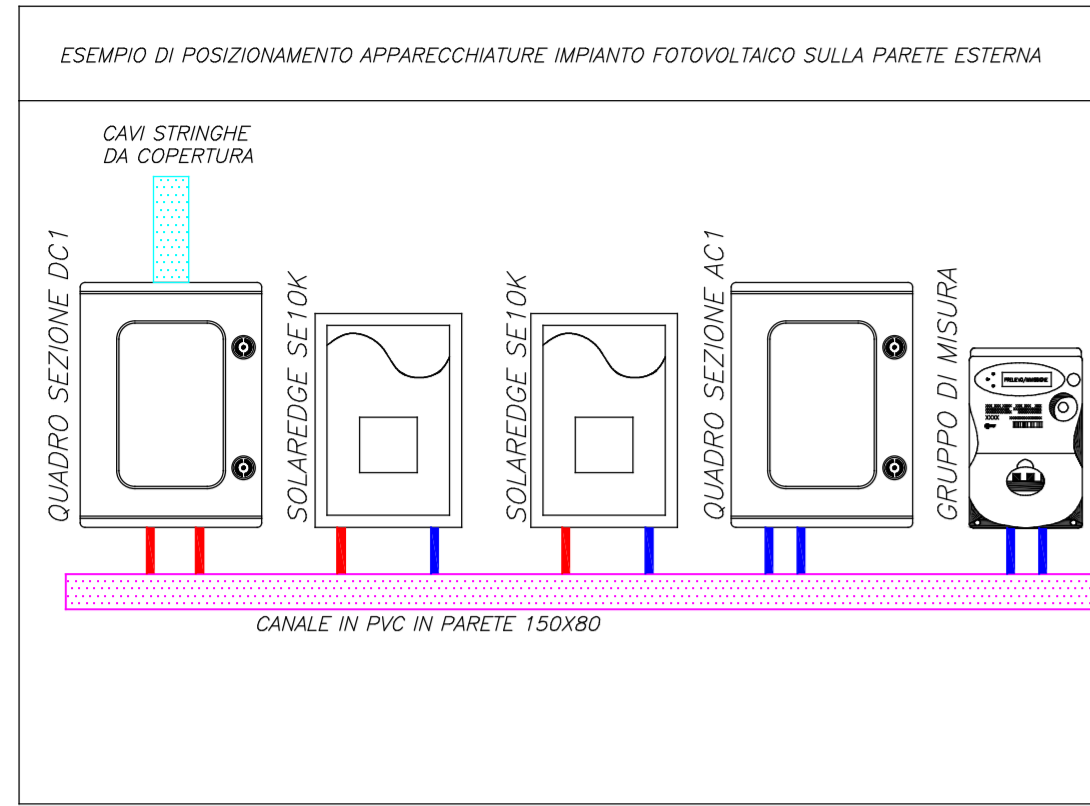 ESEMPIO DI POSIZIONAMENTO APPARECCHIATURE IMPIANTO FOTOVOLTAICO SULLA PARETE ESTERNA
CAVI STRINGHE
DA COPERTURA
QUADRO SEZIONE DC1
SOLAREDGE SE10K
SOLAREDGE SE10K
QUADRO SEZIONE AC1
GRUPPO DI MISURA
XXXX
CANALE IN PVC IN PARETE 150X80